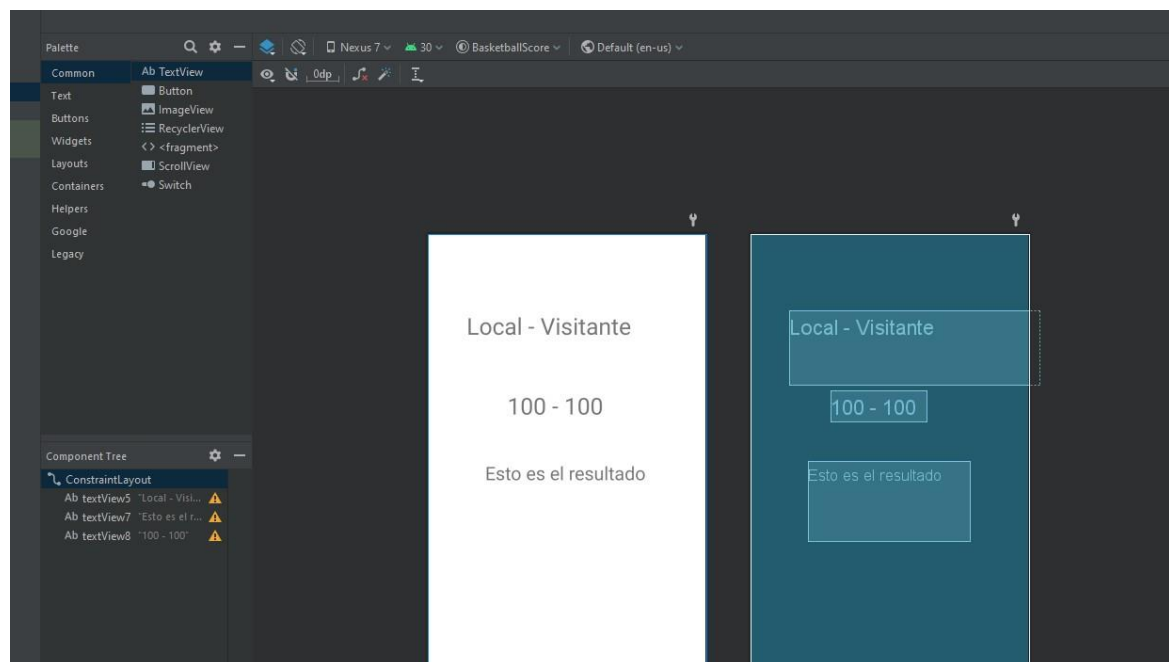 Palette
Nexus 7 30 BasketballScore Default (en-us)
Common
Text
Buttons
Widgets
Layouts
Containers
Helpers
Google
Legacy
Ab TextView
Button
ImageView
RecyclerView
<> <fragment>
ScrollView
Switch
0dp
Local - Visitante
100 - 100
Esto es el resultado
Local - Visitante
100 - 100
Esto es el resultado
Component Tree
ConstraintLayout
Ab textView5 "Local - Visi...
Ab textView7 "Esto es el r...
Ab textView8 "100 - 100"